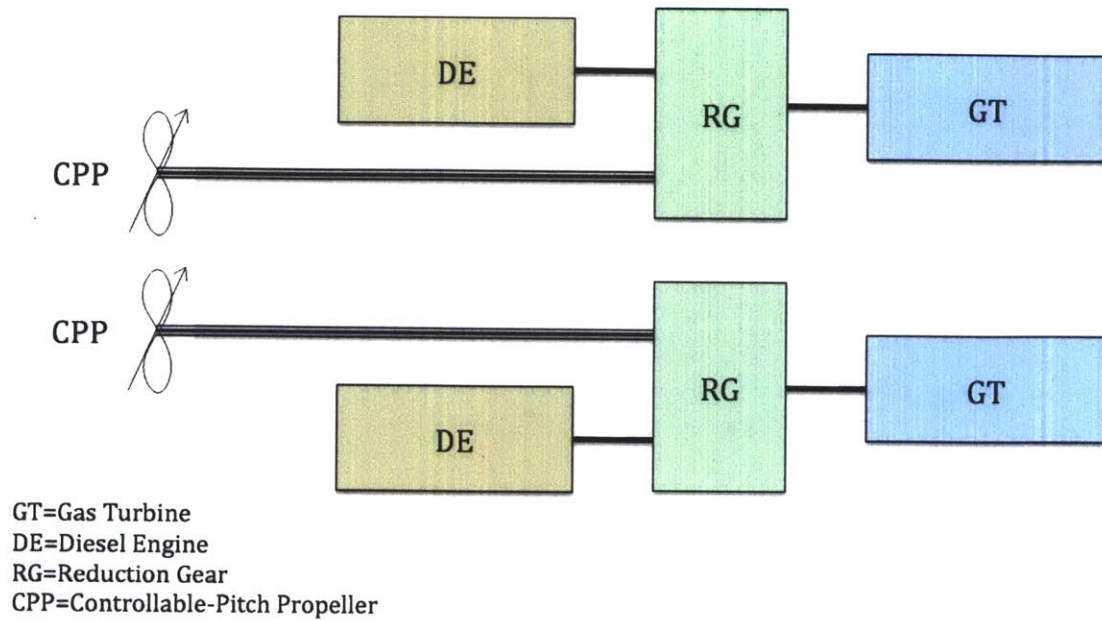 DE
RG
GT
CPP
CPP
RG
GT
DE
GT=Gas Turbine
DE=Diesel Engine
RG=Reduction Gear
CPP=Controllable-Pitch Propeller